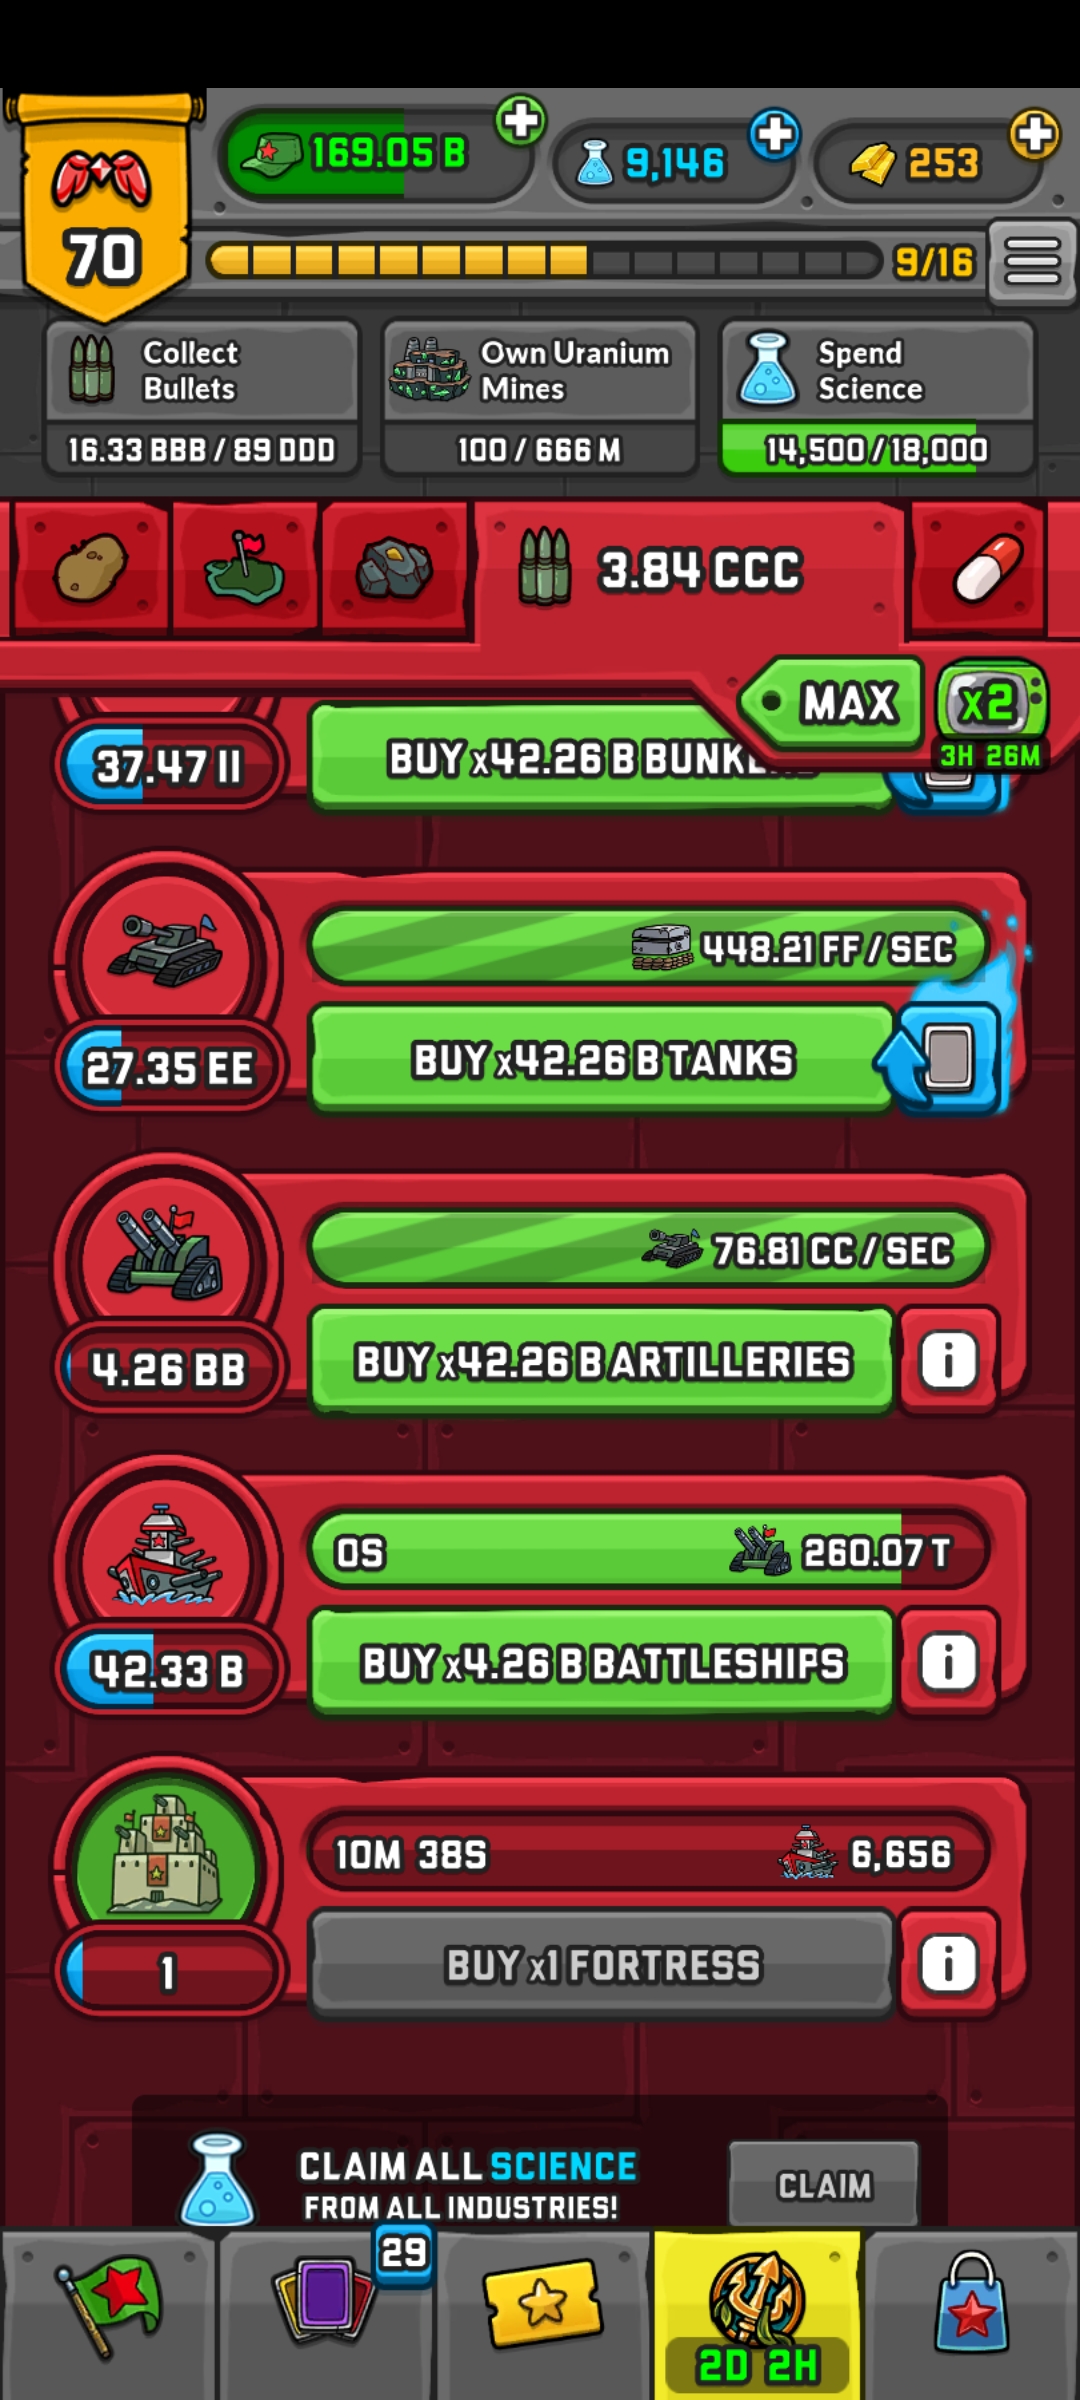 169.05 B
9,146
253
70
9/16
Collect
Bullets
16.33 BBB / 89 DDD
Own Uranium
Mines
100 / 666 M
Spend
Science
14,500/18,000
3.84 CCC
MAX
x2
3H 26M
37.47 II
BUY x42.26 B
448.21 FF / SEC
27.35 EE
BUY x42.26 B TANKS
76.81 CC / SEC
4.26 BB
BUY x42.26 B ARTILLERIES
i
0S
260.07 T
42.33 B
BUY x4.26 B BATTLESHIPS
i
10M 38S
6,656
1
BUY x1 FORTRESS
i
CLAIM ALL SCIENCE
FROM ALL INDUSTRIES!
CLAIM
29
2D 2H